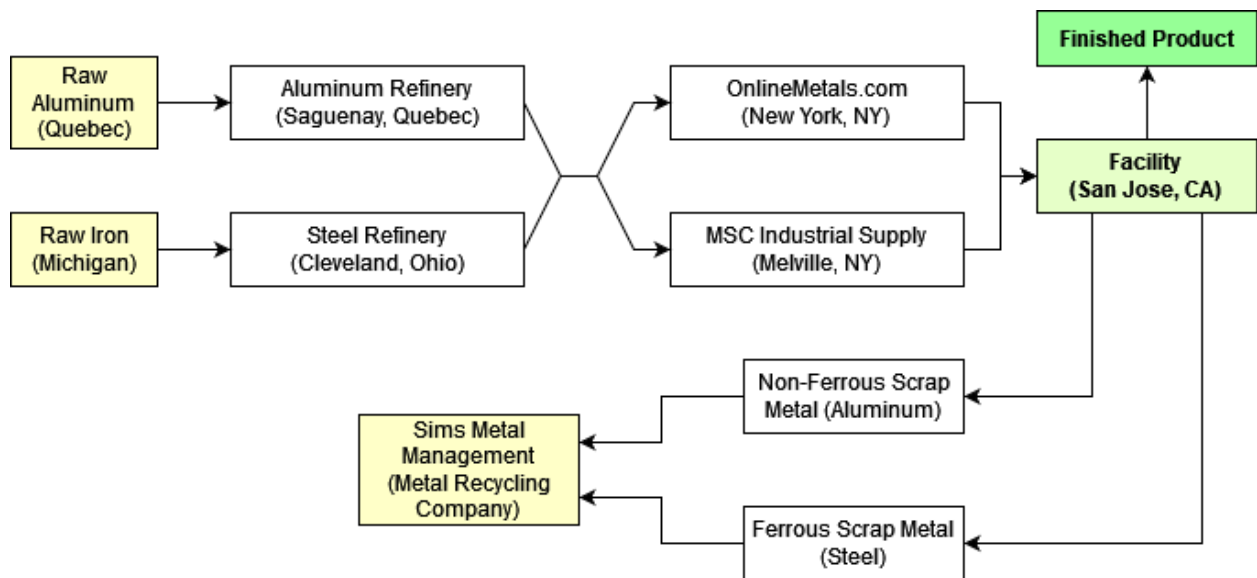 Finished Product
Raw
Aluminum
(Quebec)
Aluminum Refinery
(Saguenay, Quebec)
OnlineMetals.com
(New York, NY)
Facility
(San Jose, CA)
Raw Iron
(Michigan)
Steel Refinery
(Cleveland, Ohio)
MSC Industrial Supply
(Melville, NY)
Non-Ferrous Scrap
Metal (Aluminum)
Sims Metal
Management
(Metal Recycling
Company)
Ferrous Scrap Metal
(Steel)